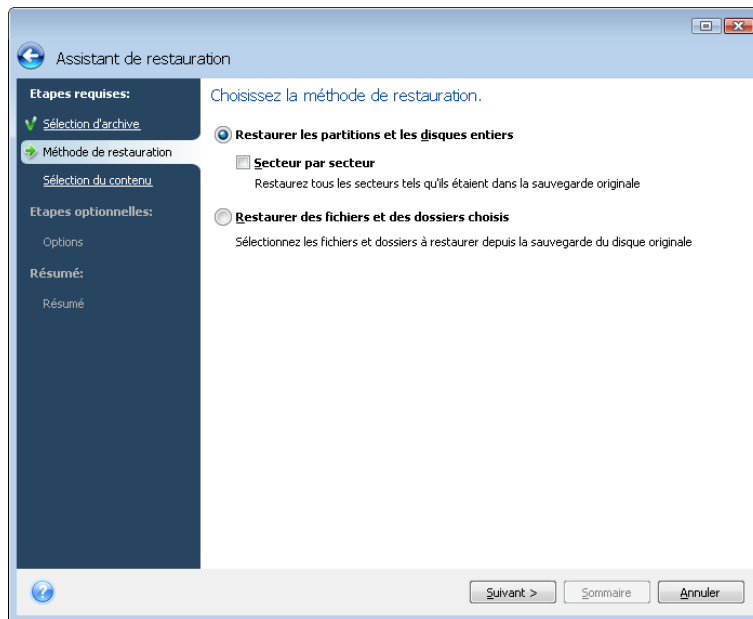 Assistant de restauration
Etapes requises:
Sélection d'archive
Méthode de restauration
Sélection du contenu
Etapes optionnelles:
Options
Résumé:
Résumé
Choisissez la méthode de restauration.
Restaurer les partitions et les disques entiers
Secteur par secteur
Restaurez tous les secteurs tels qu'ils étaient dans la sauvegarde originale
Restaurer des fichiers et des dossiers choisis
Sélectionnez les fichiers et dossiers à restaurer depuis la sauvegarde du disque originale
?
Suivant >
Sommaire
Annuler